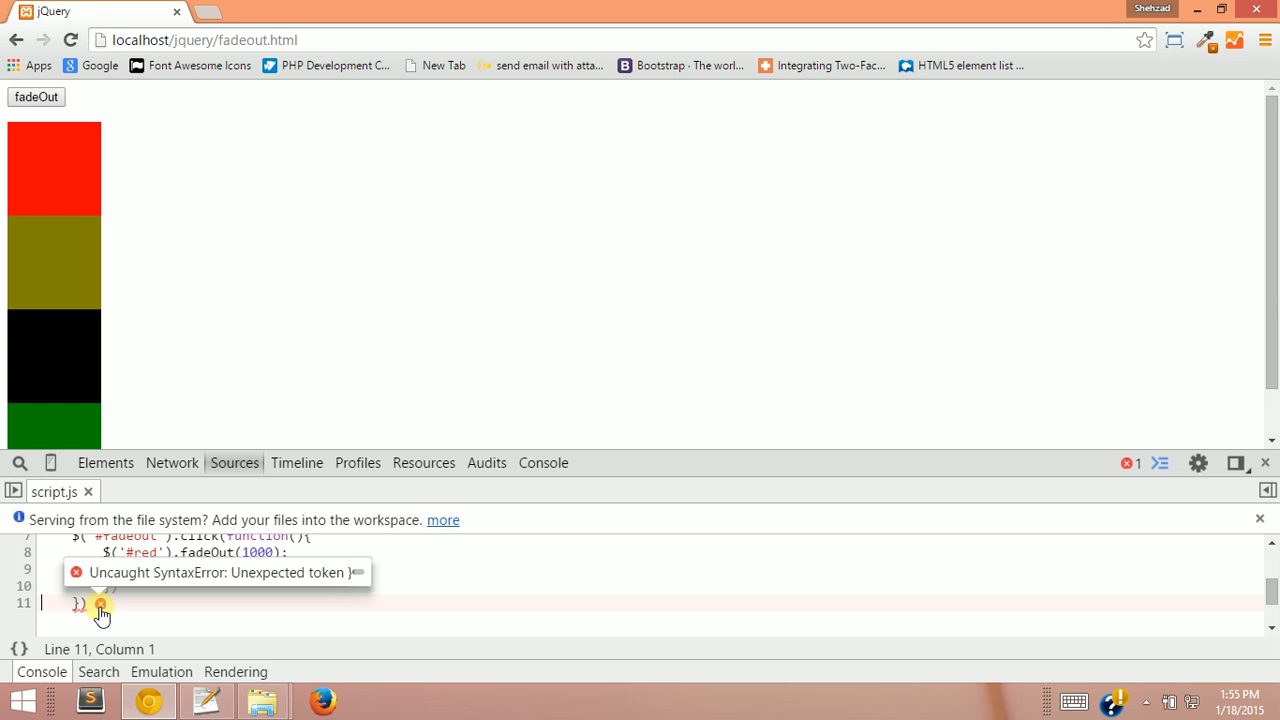 jQuery
Shehzad
localhost/jquery/fadeout.html
Apps Google Font Awesome Icons PHP Development C... New Tab send email with atta... Bootstrap · The worl... Integrating Two-Fac... HTML5 element list ...
fadeOut
Elements Network Sources Timeline Profiles Resources Audits Console
1
script.js
Serving from the file system? Add your files into the workspace. more
7 $('#fadeout').click(function(){
8 $('#red').fadeOut(1000);
9
Uncaught SyntaxError: Unexpected token }
10 })
11 })
{} Line 11, Column 1
Console Search Emulation Rendering
1:55 PM
1/18/2015